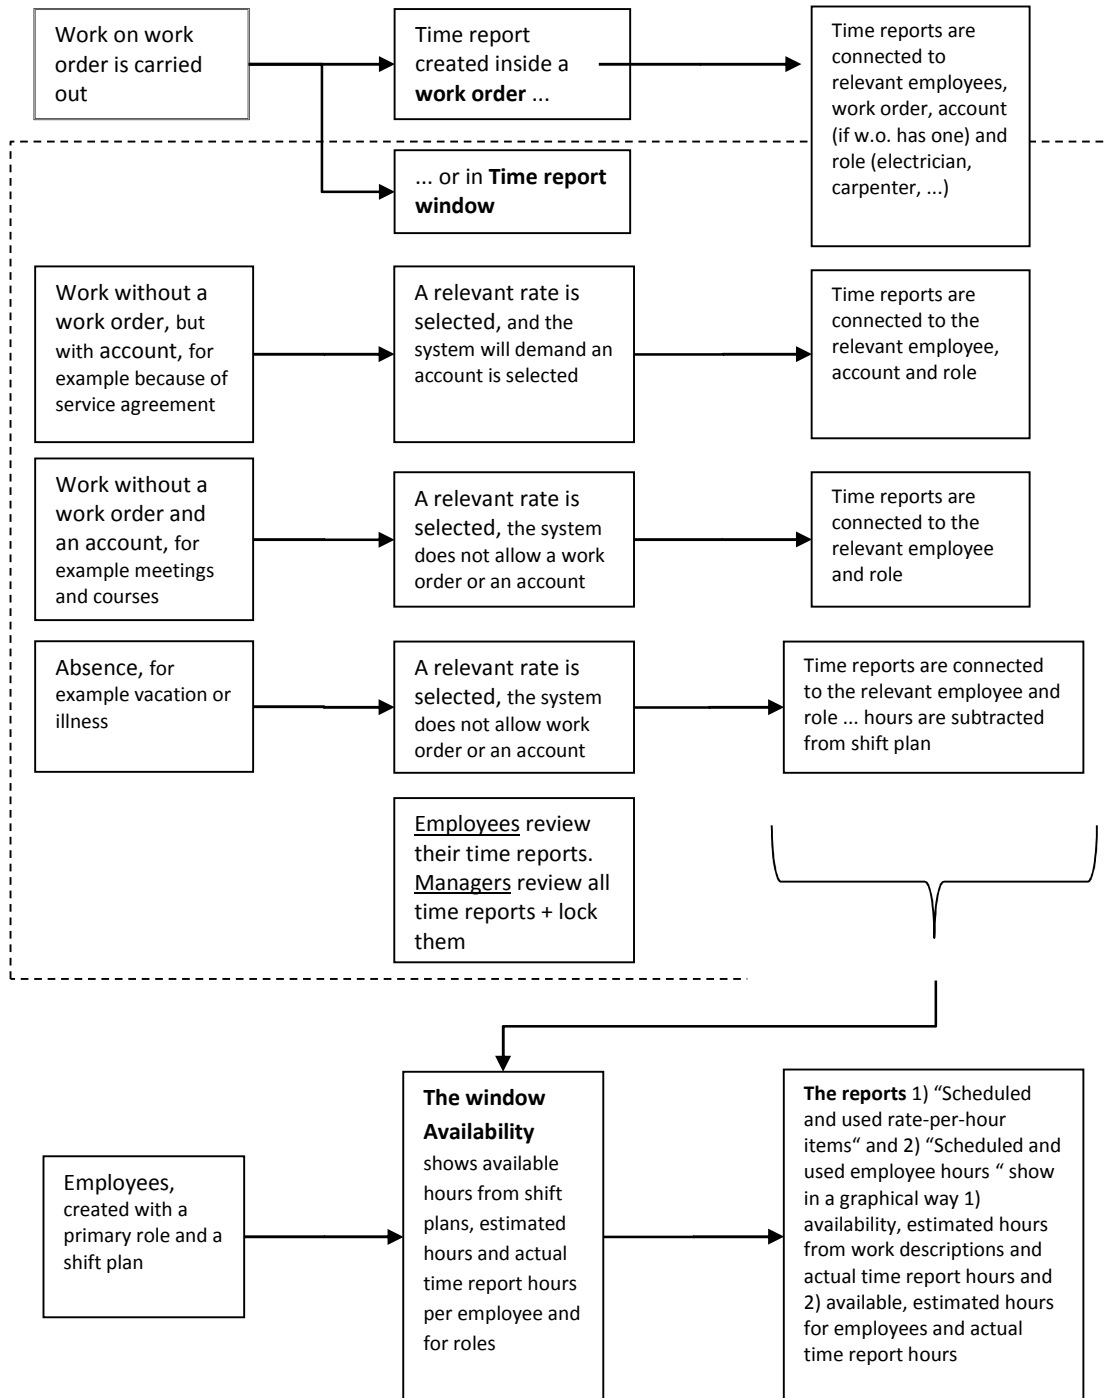 Work on work
order is carried
out
Time report
created inside a
work order ...
Time reports are
connected to
relevant employees,
work order, account
(if w.o. has one) and
role (electrician,
carpenter, ...)
... or in Time report
window
Work without a
work order, but
with account, for
example because of
service agreement
A relevant rate is
selected, and the
system will demand an
account is selected
Time reports are
connected to the
relevant employee,
account and role
Work without a
work order and
an account, for
example meetings
and courses
A relevant rate is
selected, the system
does not allow a work
order or an account
Time reports are
connected to the
relevant employee
and role
Absence, for
example vacation or
illness
A relevant rate is
selected, the system
does not allow work
order or an account
Time reports are connected
to the relevant employee and
role ... hours are subtracted
from shift plan
Employees review
their time reports.
Managers review all
time reports + lock
them
Employees,
created with a
primary role and a
shift plan
The window
Availability
shows available
hours from shift
plans, estimated
hours and actual
time report hours
per employee and
for roles
The reports 1) “Scheduled
and used rate-per-hour
items“ and 2) “Scheduled and
used employee hours “ show
in a graphical way 1)
availability, estimated hours
from work descriptions and
actual time report hours and
2) available, estimated hours
for employees and actual
time report hours